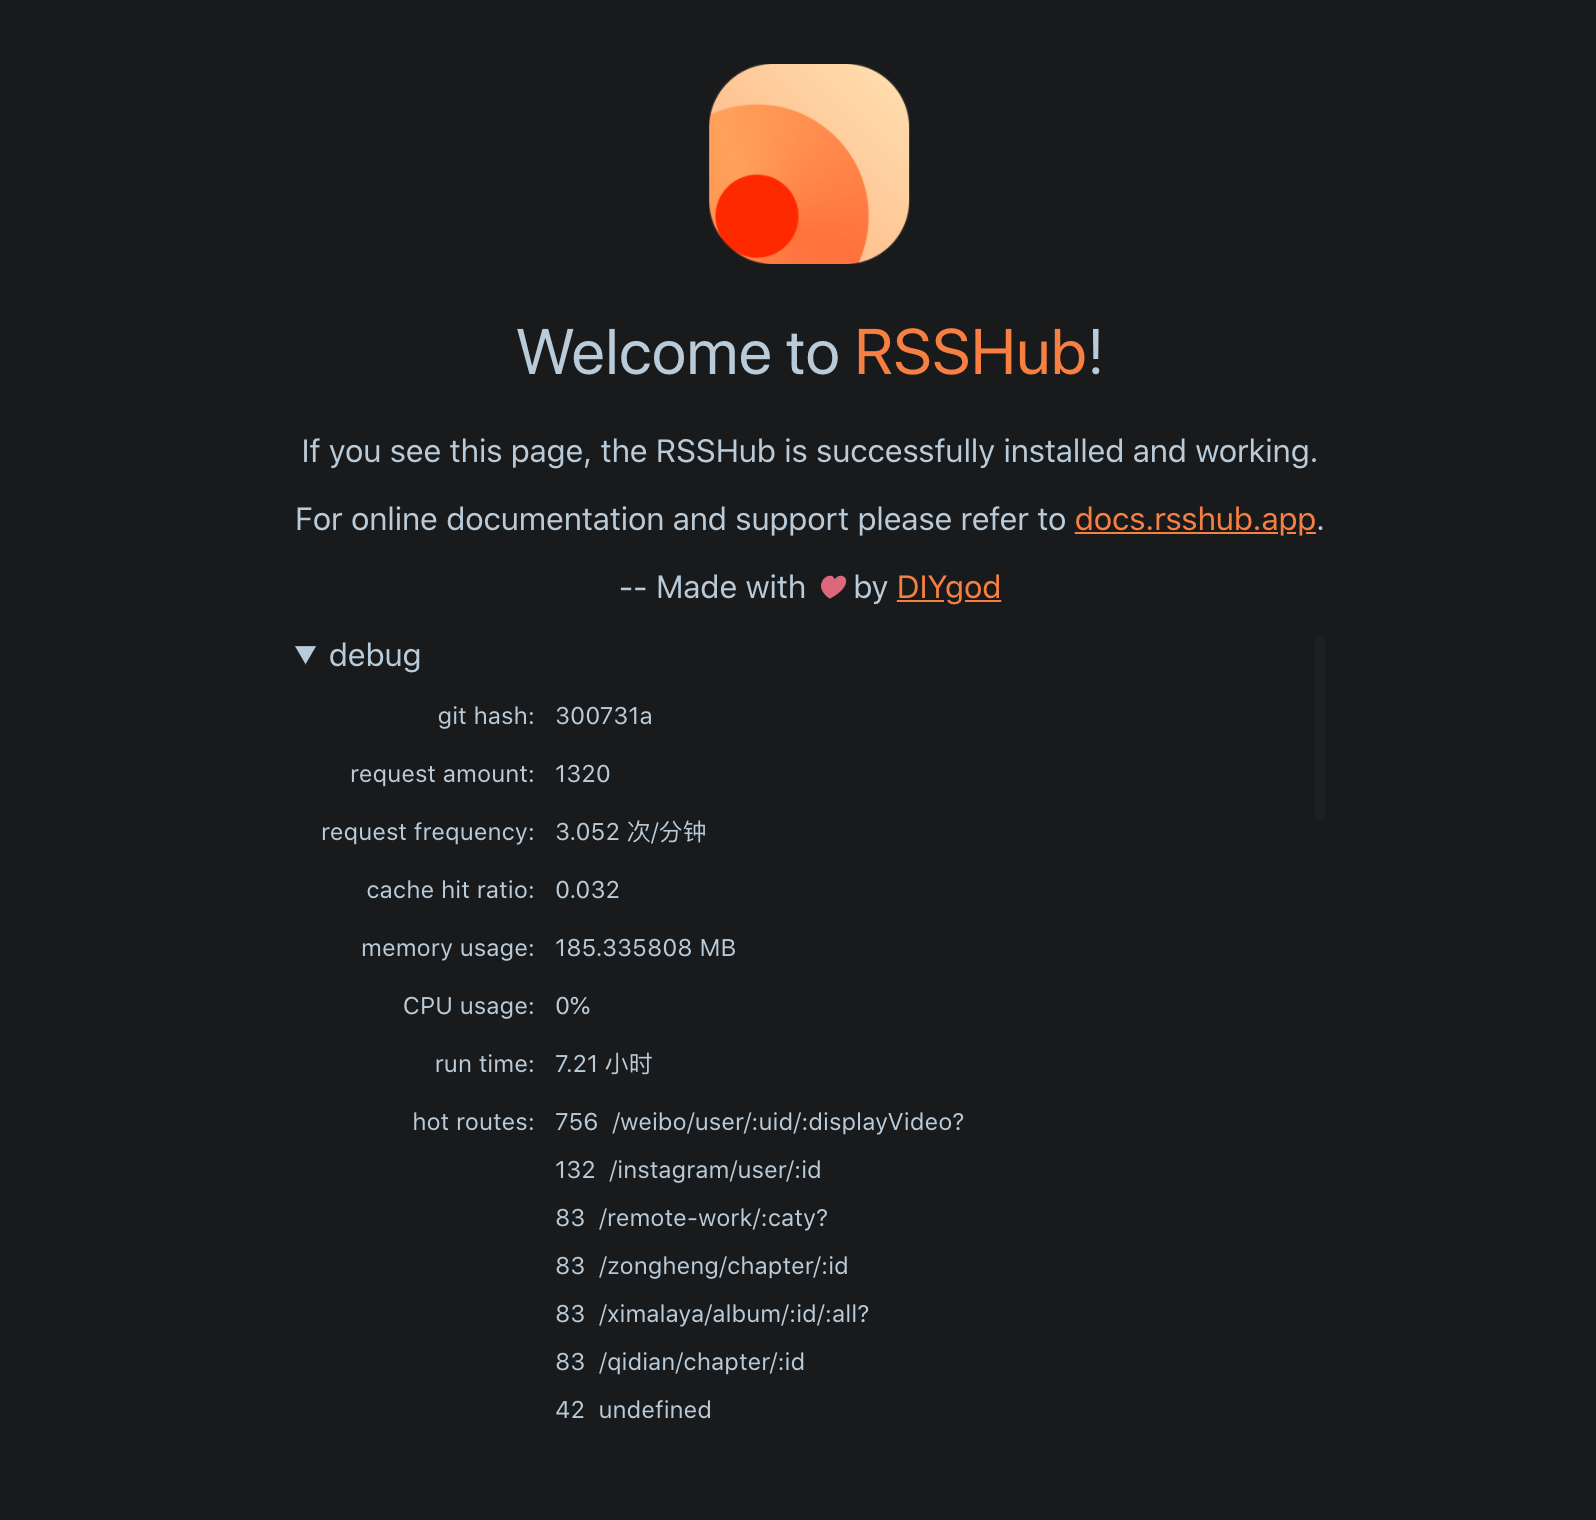 Welcome to RSSHub!
If you see this page, the RSSHub is successfully installed and working.
For online documentation and support please refer to docs.rsshub.app.
-- Made with ❤ by DIYgod
▼ debug
git hash: 300731a
request amount: 1320
request frequency: 3.052 次/分钟
cache hit ratio: 0.032
memory usage: 185.335808 MB
CPU usage: 0%
run time: 7.21 小时
hot routes: 756 /weibo/user/:uid/:displayVideo?
132 /instagram/user/:id
83 /remote-work/:caty?
83 /zongheng/chapter/:id
83 /ximalaya/album/:id/:all?
83 /qidian/chapter/:id
42 undefined